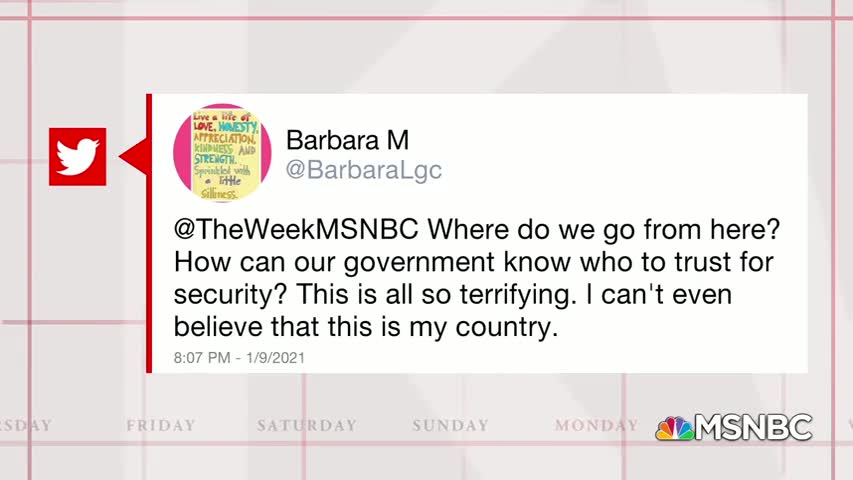 Live a life of
LOVE, HONESTY,
APPRECIATION,
KINDNESS AND
STRENGTH.
Sprinkled with
a little
silliness.
Barbara M
@BarbaraLgc
@TheWeekMSNBC Where do we go from here?
How can our government know who to trust for
security? This is all so terrifying. I can't even
believe that this is my country.
8:07 PM - 1/9/2021
RSDAY FRIDAY SATURDAY SUNDAY MONDAY
MSNBC